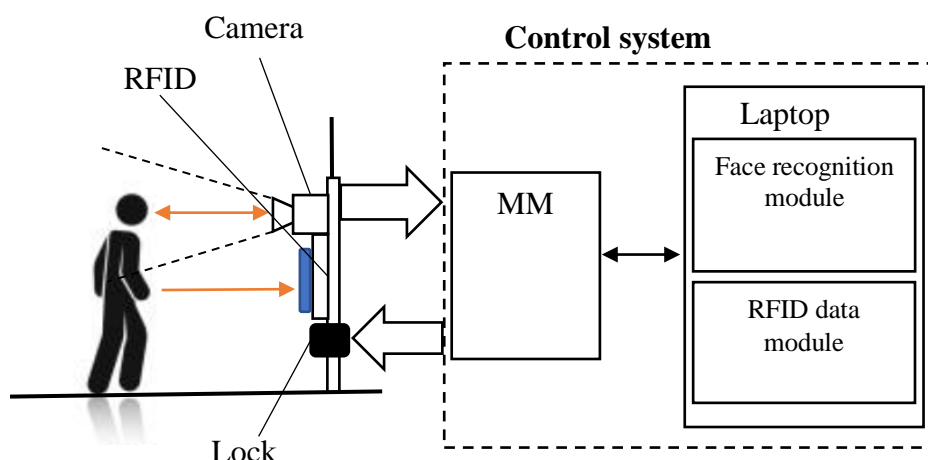 Camera
Control system
RFID
Laptop
Face recognition
module
MM
RFID data
module
Lock